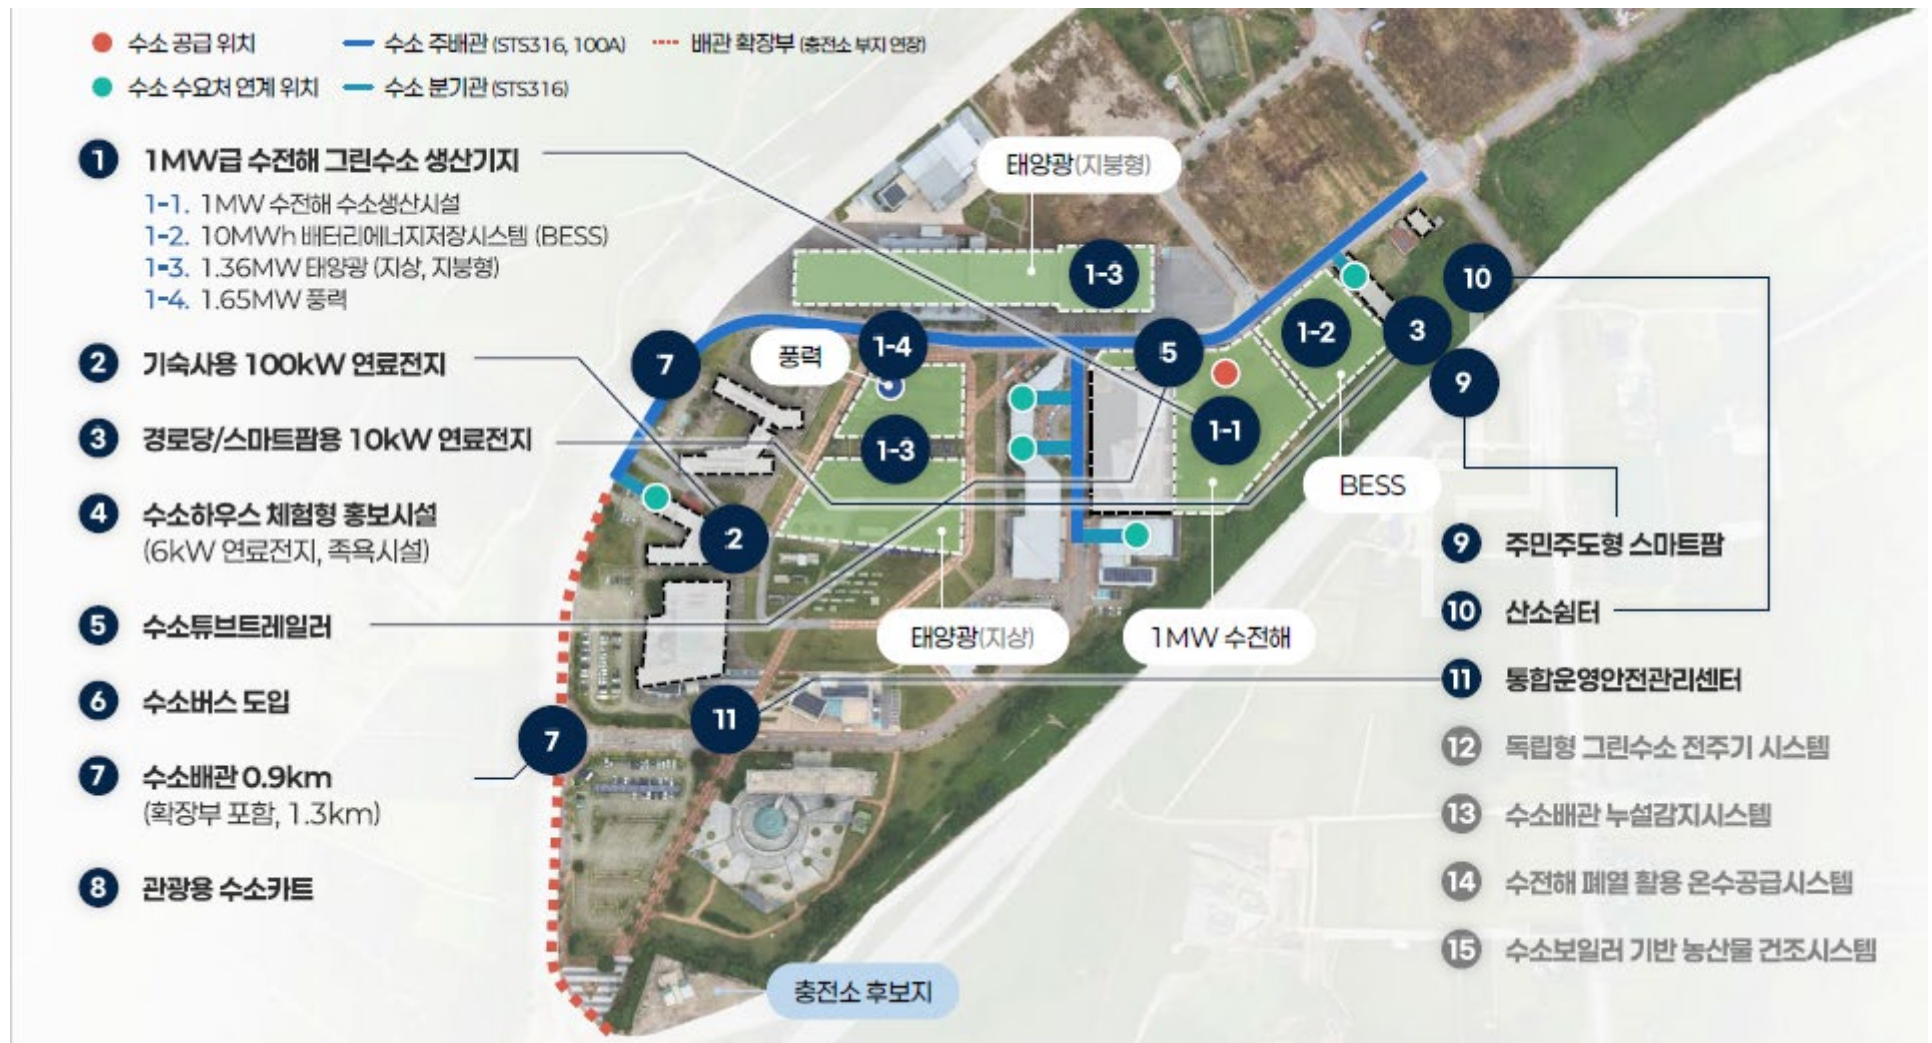 수소 공급 위치
수소 주배관 (STS316, 100A)
배관 확장부 (충전소 부지 연장)
수소 수요처 연계 위치
수소 분기관 (STS316)
1 1MW급 수전해 그린수소 생산기지
1-1. 1MW 수전해 수소생산시설
1-2. 10MWh 배터리에너지저장시스템 (BESS)
1-3. 1.36MW 태양광 (지상, 지붕형)
1-4. 1.65MW 풍력
2 기숙사용 100kW 연료전지
3 경로당/스마트팜용 10kW 연료전지
4 수소하우스 체험형 홍보시설
(6kW 연료전지, 족욕시설)
5 수소튜브트레일러
6 수소버스 도입
7 수소배관 0.9km
(확장부 포함, 1.3km)
8 관광용 수소카트
태양광(지붕형)
1-3
10
1-2
3
1-4
5
7
풍력
9
1-1
1-3
BESS
2
태양광(지상)
1MW 수전해
11
7
충전소 후보지
9 주민주도형 스마트팜
10 산소쉼터
11 통합운영안전관리센터
12 독립형 그린수소 전주기 시스템
13 수소배관 누설감지시스템
14 수전해 폐열 활용 온수공급시스템
15 수소보일러 기반 농산물 건조시스템